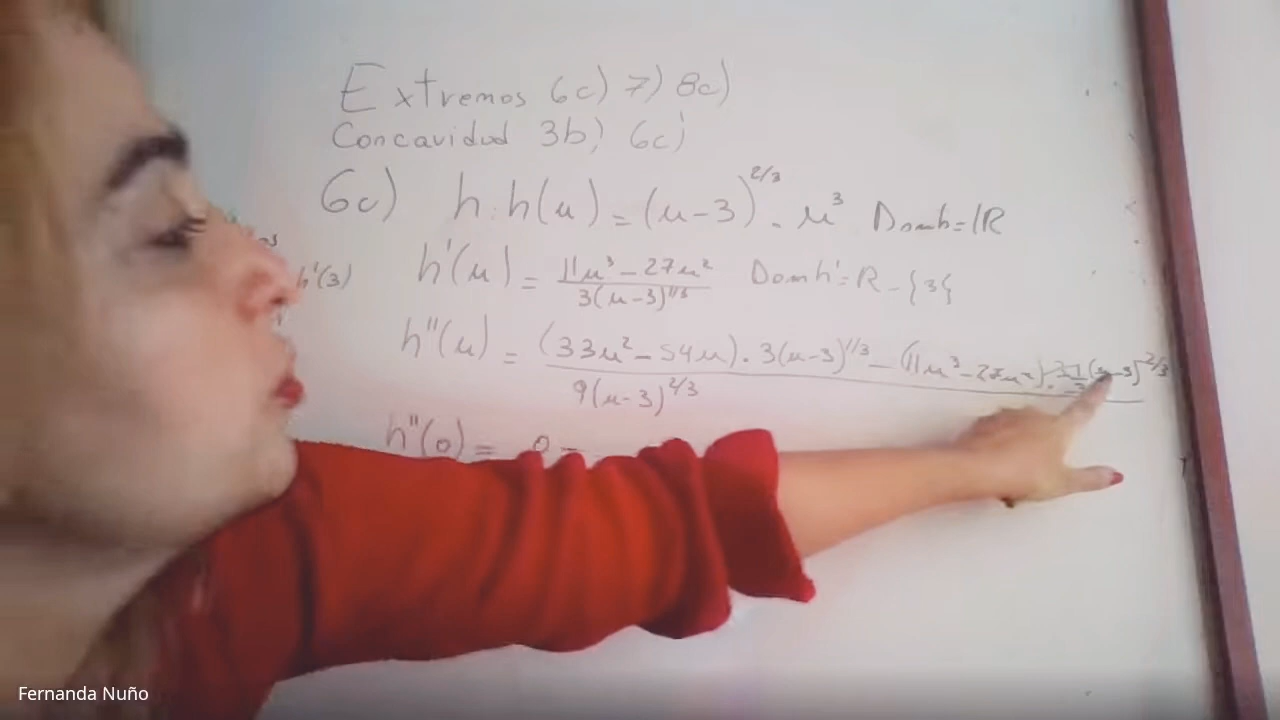 Extremos 6c) 7) 8c)
Concavidad 3b) 6c)
6c) h:h(u) = (u-3)^2/3 . u^3 Dom h = IR
h'(3) h'(u) = 11u^3 - 27u^2 / 3(u-3)^1/3 Dom h' = R - {3{
h''(u) = (33u^2 - 54u) . 3(u-3)^1/3 - (11u^3 - 27u^2) . / 9(u-3)^2/3
h''(0) = 0 -
Fernanda Nuño